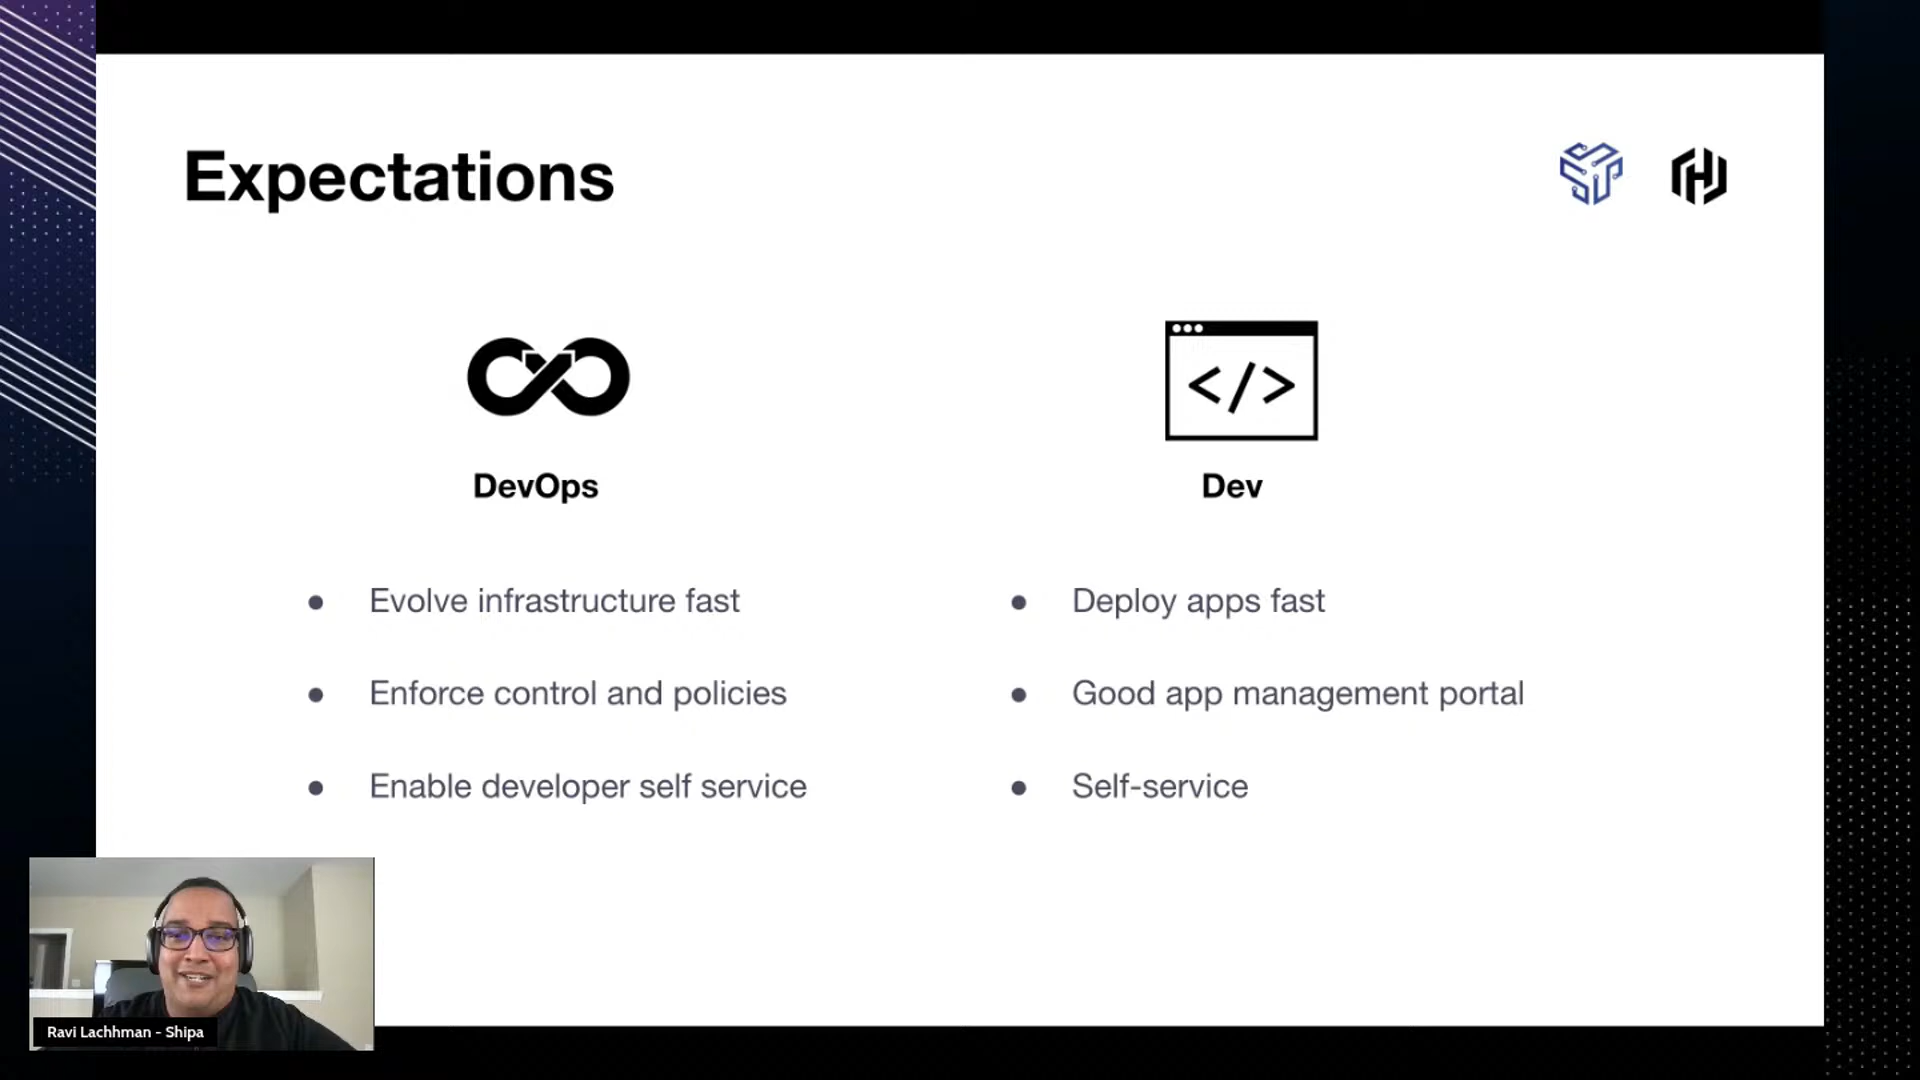 Expectations
DevOps
Evolve infrastructure fast
Enforce control and policies
Enable developer self service
</>
Dev
Deploy apps fast
Good app management portal
Self-service
Ravi Lachhman - Shipa